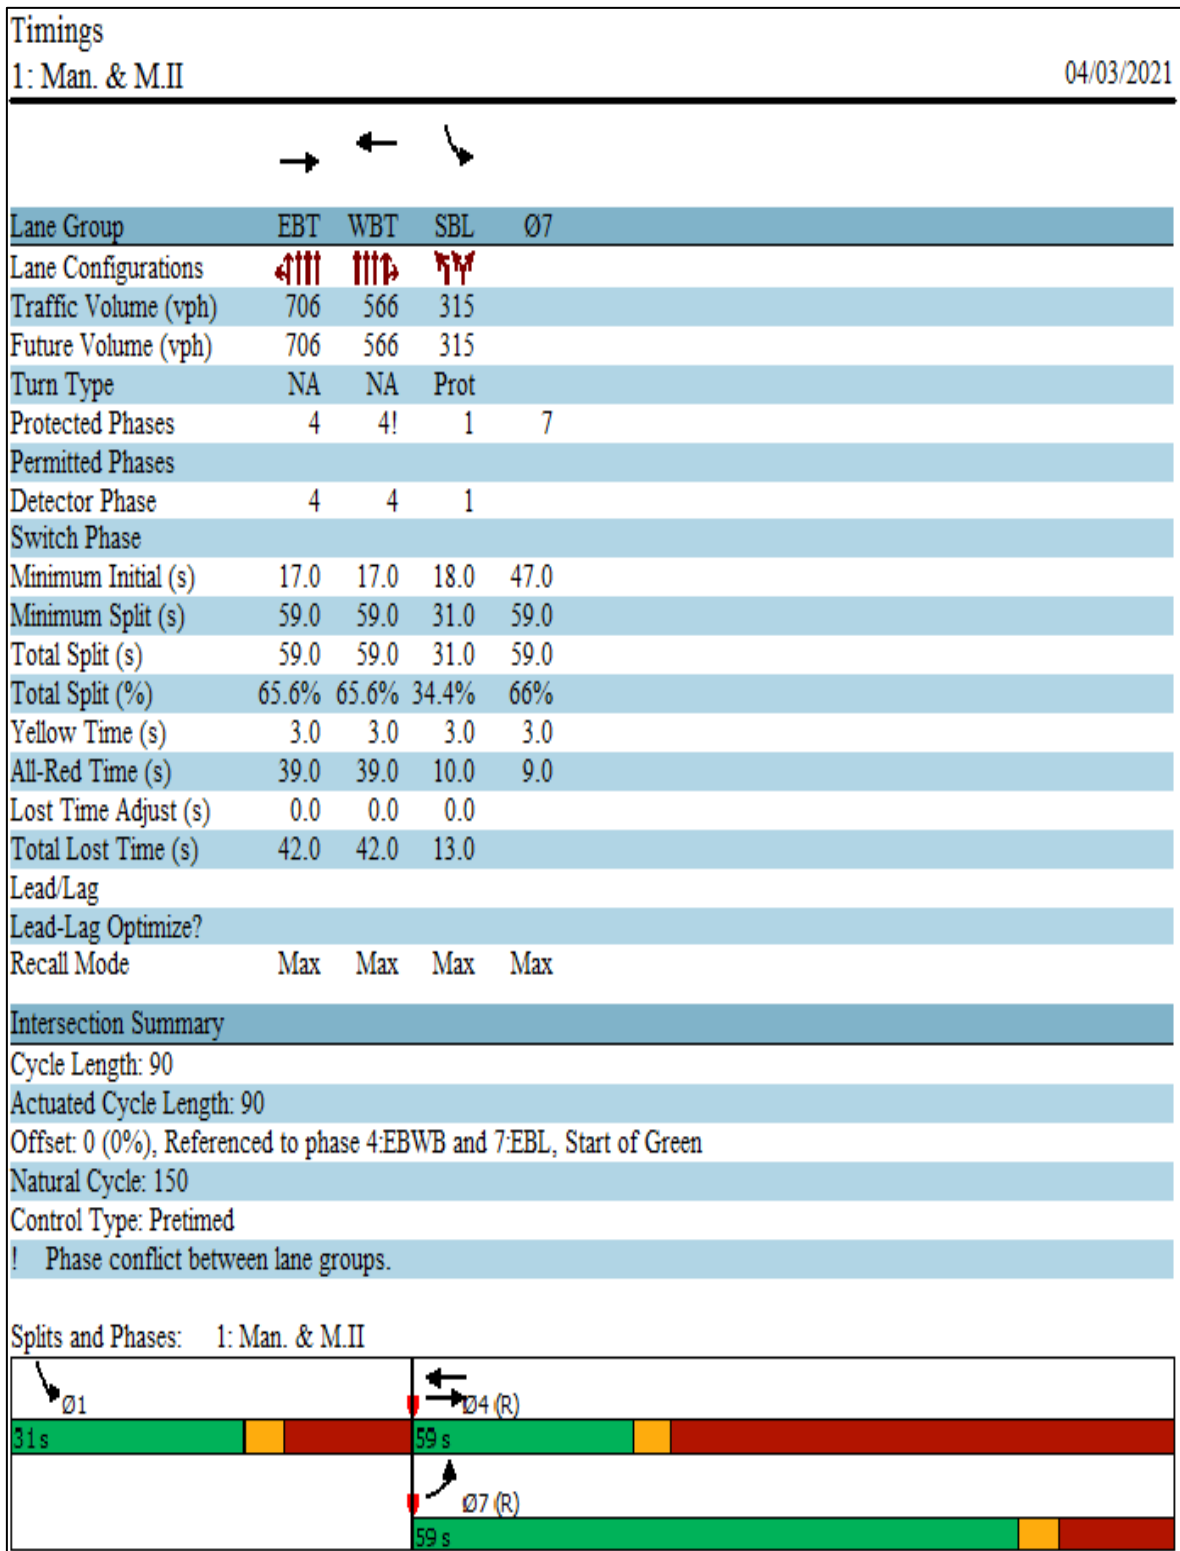 Timings
1: Man. & M.II 04/03/2021
Lane Group EBT WBT SBL Ø7
Lane Configurations
Traffic Volume (vph) 706 566 315
Future Volume (vph) 706 566 315
Turn Type NA NA Prot
Protected Phases 4 4! 1 7
Permitted Phases
Detector Phase 4 4 1
Switch Phase
Minimum Initial (s) 17.0 17.0 18.0 47.0
Minimum Split (s) 59.0 59.0 31.0 59.0
Total Split (s) 59.0 59.0 31.0 59.0
Total Split (%) 65.6% 65.6% 34.4% 66%
Yellow Time (s) 3.0 3.0 3.0 3.0
All-Red Time (s) 39.0 39.0 10.0 9.0
Lost Time Adjust (s) 0.0 0.0 0.0
Total Lost Time (s) 42.0 42.0 13.0
Lead/Lag
Lead-Lag Optimize?
Recall Mode Max Max Max Max
Intersection Summary
Cycle Length: 90
Actuated Cycle Length: 90
Offset: 0 (0%), Referenced to phase 4:EBWB and 7:EBL, Start of Green
Natural Cycle: 150
Control Type: Pretimed
! Phase conflict between lane groups.
Splits and Phases: 1: Man. & M.II
Ø1 Ø4 (R)
31 s 59 s
Ø7 (R)
59 s